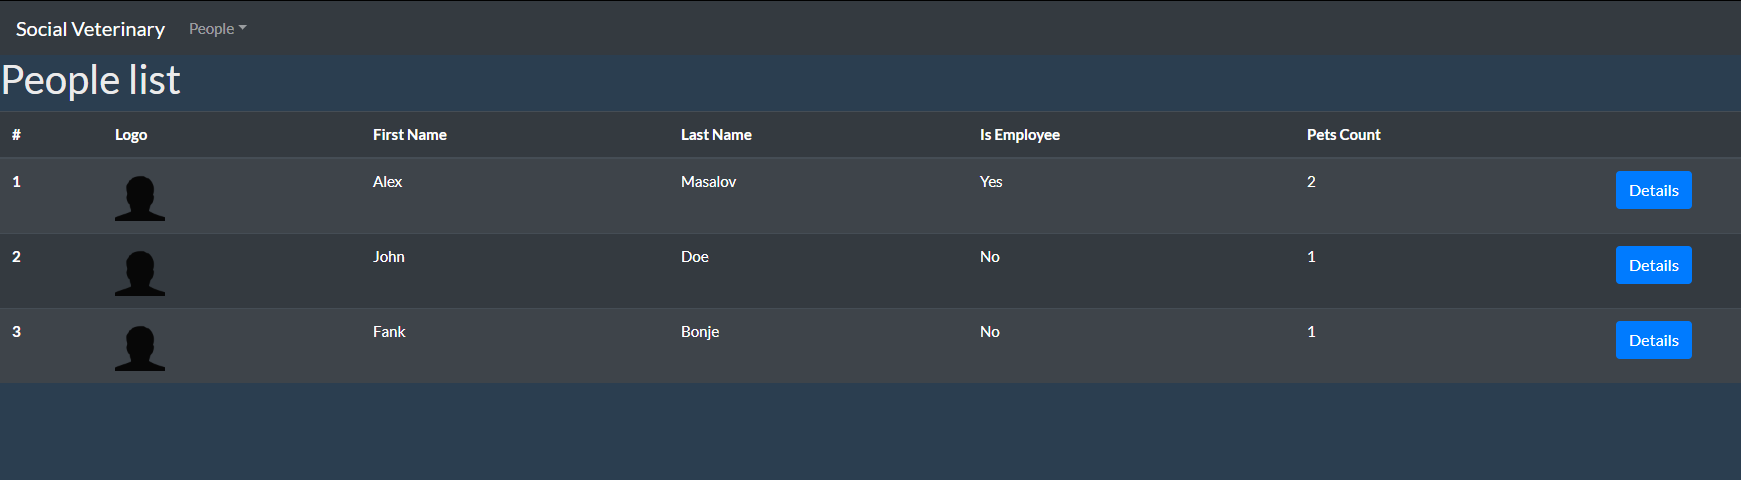 Social Veterinary People
People list
# Logo First Name Last Name Is Employee Pets Count
1 Alex Masalov Yes 2 Details
2 John Doe No 1 Details
3 Fank Bonje No 1 Details